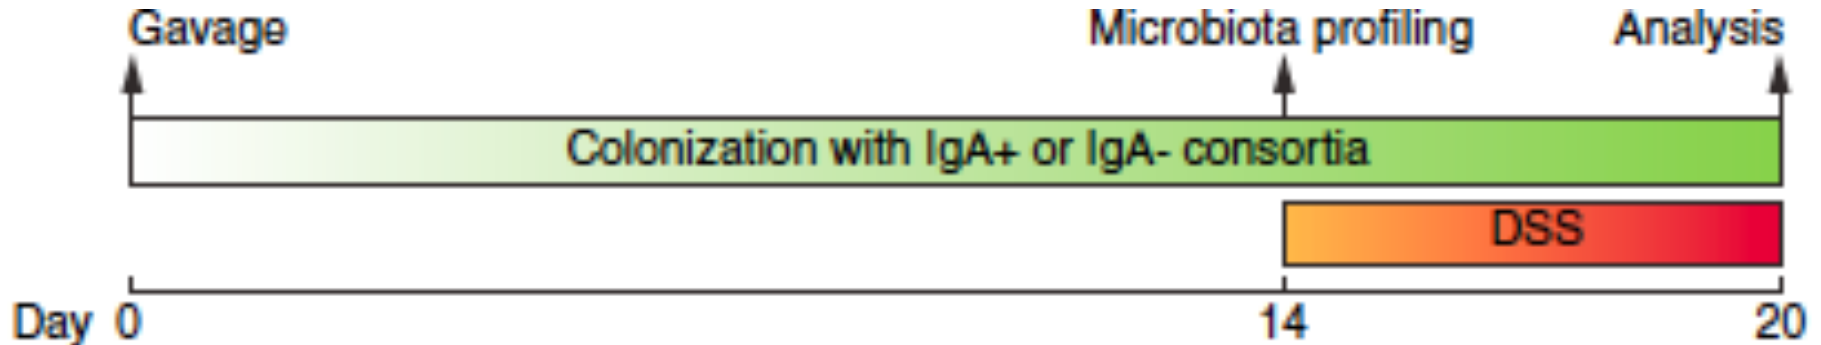 Gavage Microbiota profiling Analysis
Colonization with IgA+ or IgA- consortia
DSS
Day 0 14 20